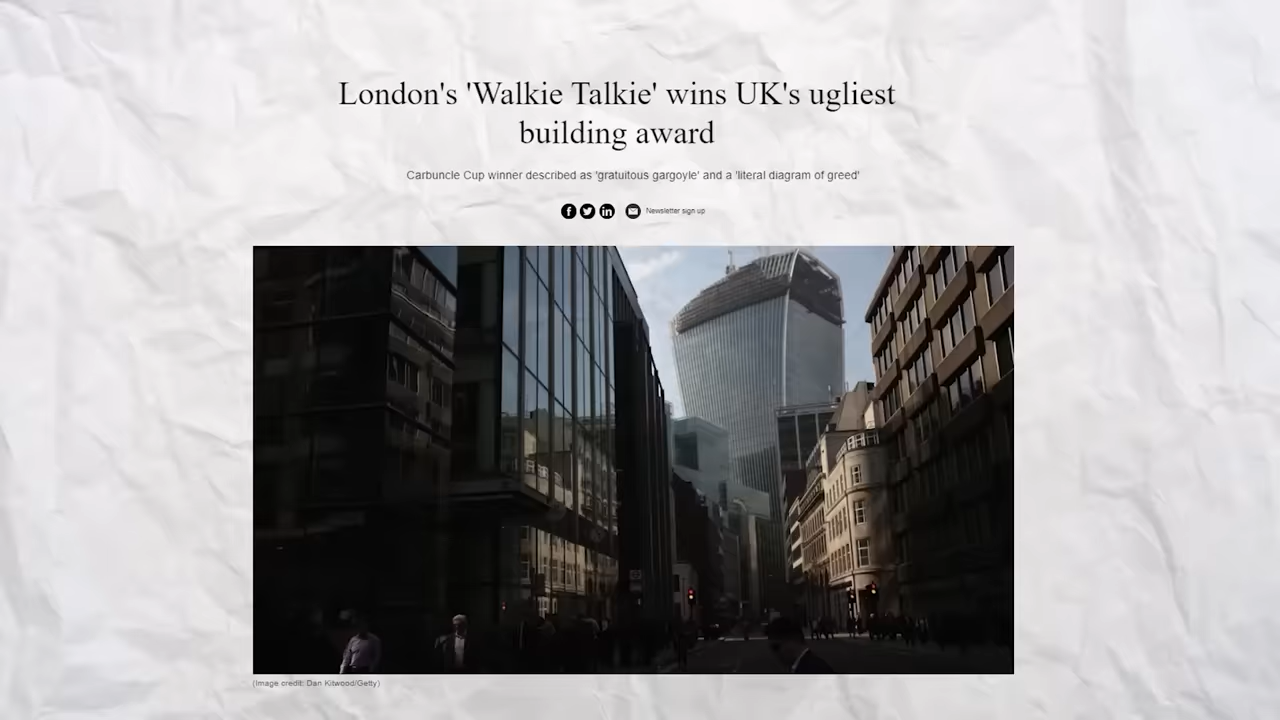 London's 'Walkie Talkie' wins UK's ugliest
building award
Carbuncle Cup winner described as 'gratuitous gargoyle' and a 'literal diagram of greed'
Newsletter sign up
(Image credit: Dan Kitwood/Getty)